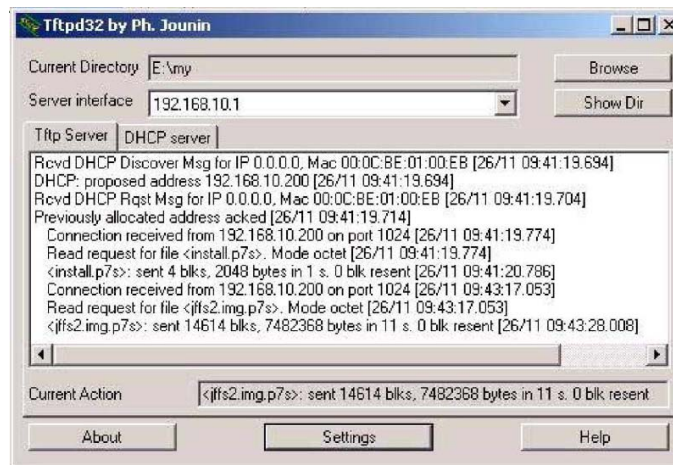 Tftpd32 by Ph. Jounin
Current Directory E:\my Browse
Server interface 192.168.10.1 Show Dir
Tftp Server DHCP server
Rcvd DHCP Discover Msg for IP 0.0.0.0, Mac 00:0C:BE:01:00:EB [26/11 09:41:19.694]
DHCP: proposed address 192.168.10.200 [26/11 09:41:19.694]
Rcvd DHCP Rqst Msg for IP 0.0.0.0, Mac 00:0C:BE:01:00:EB [26/11 09:41:19.704]
Previously allocated address acked [26/11 09:41:19.714]
Connection received from 192.168.10.200 on port 1024 [26/11 09:41:19.774]
Read request for file <install.p7s>. Mode octet [26/11 09:41:19.774]
<install.p7s>: sent 4 blks, 2048 bytes in 1 s. 0 blk resent [26/11 09:41:20.786]
Connection received from 192.168.10.200 on port 1024 [26/11 09:43:17.053]
Read request for file <jffs2.img.p7s>. Mode octet [26/11 09:43:17.053]
<jffs2.img.p7s>: sent 14614 blks, 7482368 bytes in 11 s. 0 blk resent [26/11 09:43:28.008]
Current Action <jffs2.img.p7s>: sent 14614 blks, 7482368 bytes in 11 s. 0 blk resent
About Settings Help